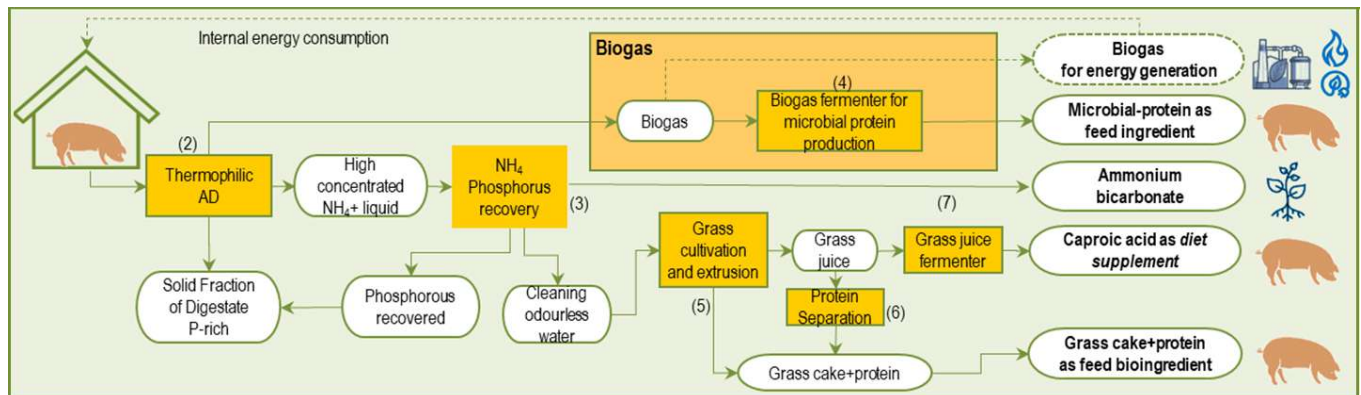 Internal energy consumption
Biogas
Biogas
for energy generation
(4)
Biogas
Biogas fermenter for
microbial protein
production
Microbial-protein as
feed ingredient
(2)
Thermophilic
AD
High
concentrated
NH4+ liquid
NH4
Phosphorus
recovery
(3)
Ammonium
bicarbonate
(7)
Grass
cultivation
and extrusion
Grass
juice
Grass juice
fermenter
Caproic acid as diet
supplement
Solid Fraction
of Digestate
P-rich
Phosphorous
recovered
Cleaning
odourless
water
(5)
Protein
Separation
(6)
Grass cake+protein
Grass cake+protein
as feed bioingredient